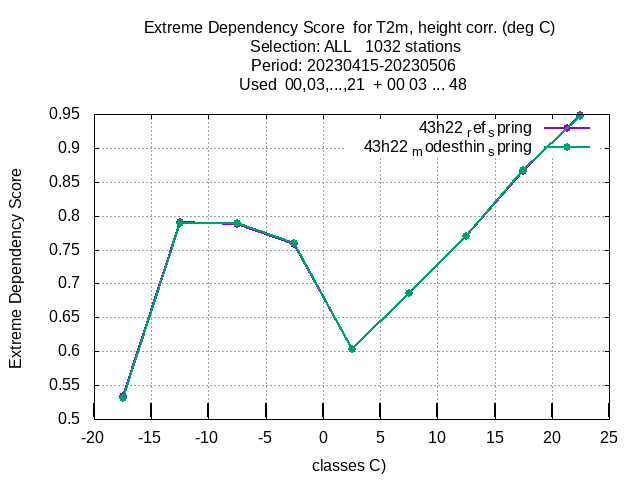 Extreme Dependency Score  for T2m, height corr. (deg C)
Selection: ALL   1032 stations
Period: 20230415-20230506
Used  00,03,...,21  + 00 03 ... 48
43h22 ref spring
43h22 modesthin spring
Extreme Dependency Score
0.95
0.9
0.85
0.8
0.75
0.7
0.65
0.6
0.55
0.5
-20 -15 -10 -5 0 5 10 15 20 25
classes C)